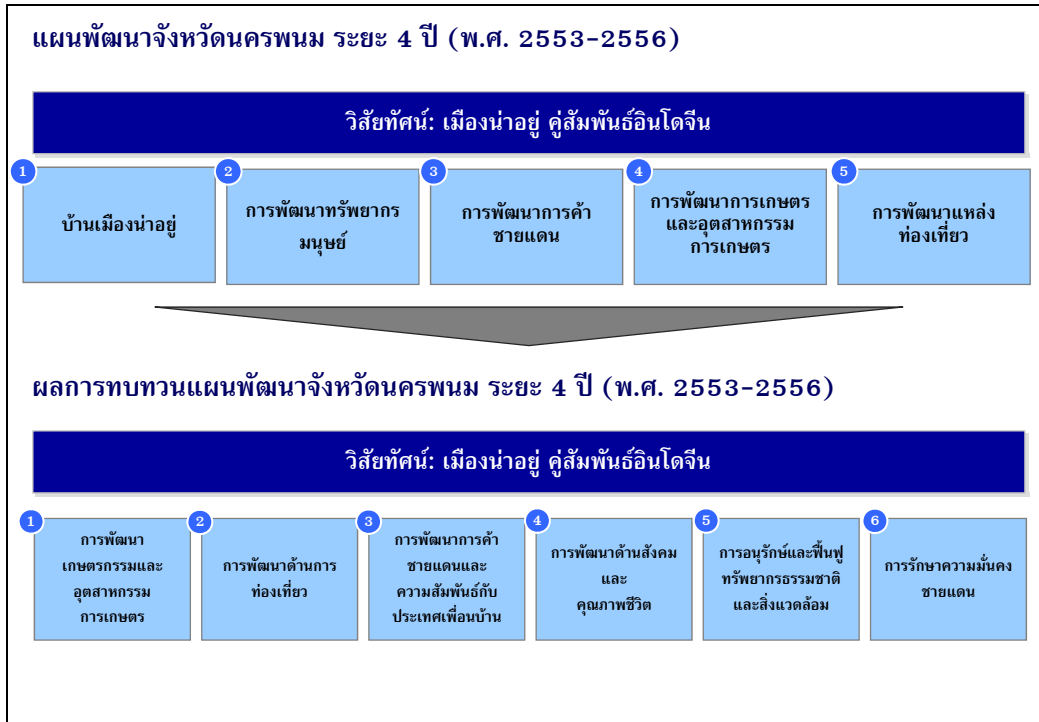 แผนพัฒนาจังหวัดนครพนม ระยะ 4 ปี (พ.ศ. 2553-2556)
วิสัยทัศน์: เมืองน่าอยู่ คู่สัมพันธ์อินโดจีน
1
บ้านเมืองน่าอยู่
2
การพัฒนาทรัพยากร
มนุษย์
3
การพัฒนาการค้า
ชายแดน
4
การพัฒนาการเกษตร
และอุตสาหกรรม
การเกษตร
5
การพัฒนาแหล่ง
ท่องเที่ยว
ผลการทบทวนแผนพัฒนาจังหวัดนครพนม ระยะ 4 ปี (พ.ศ. 2553-2556)
วิสัยทัศน์: เมืองน่าอยู่ คู่สัมพันธ์อินโดจีน
1
การพัฒนา
เกษตรกรรมและ
อุตสาหกรรม
การเกษตร
2
การพัฒนาด้านการ
ท่องเที่ยว
3
การพัฒนาการค้า
ชายแดนและ
ความสัมพันธ์กับ
ประเทศเพื่อนบ้าน
4
การพัฒนาด้านสังคม
และ
คุณภาพชีวิต
5
การอนุรักษ์และฟื้นฟู
ทรัพยากรธรรมชาติ
และสิ่งแวดล้อม
6
การรักษาความมั่นคง
ชายแดน